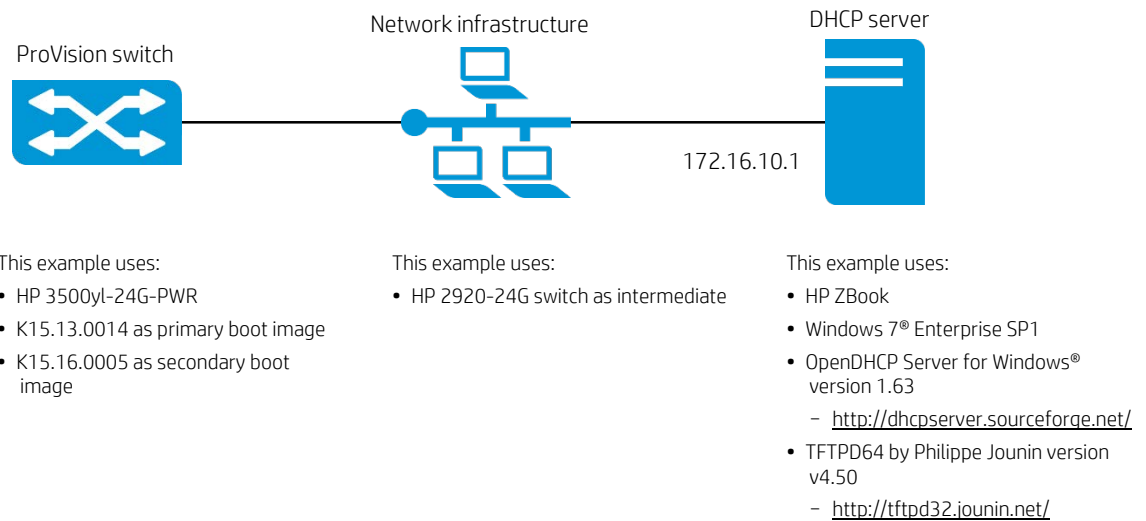 ProVision switch
Network infrastructure
DHCP server
172.16.10.1
This example uses:
• HP 3500yl-24G-PWR
• K15.13.0014 as primary boot image
• K15.16.0005 as secondary boot
image
This example uses:
• HP 2920-24G switch as intermediate
This example uses:
• HP ZBook
• Windows 7® Enterprise SP1
• OpenDHCP Server for Windows®
version 1.63
– http://dhcpserver.sourceforge.net/
• TFTPD64 by Philippe Jounin version
v4.50
– http://tftpd32.jounin.net/